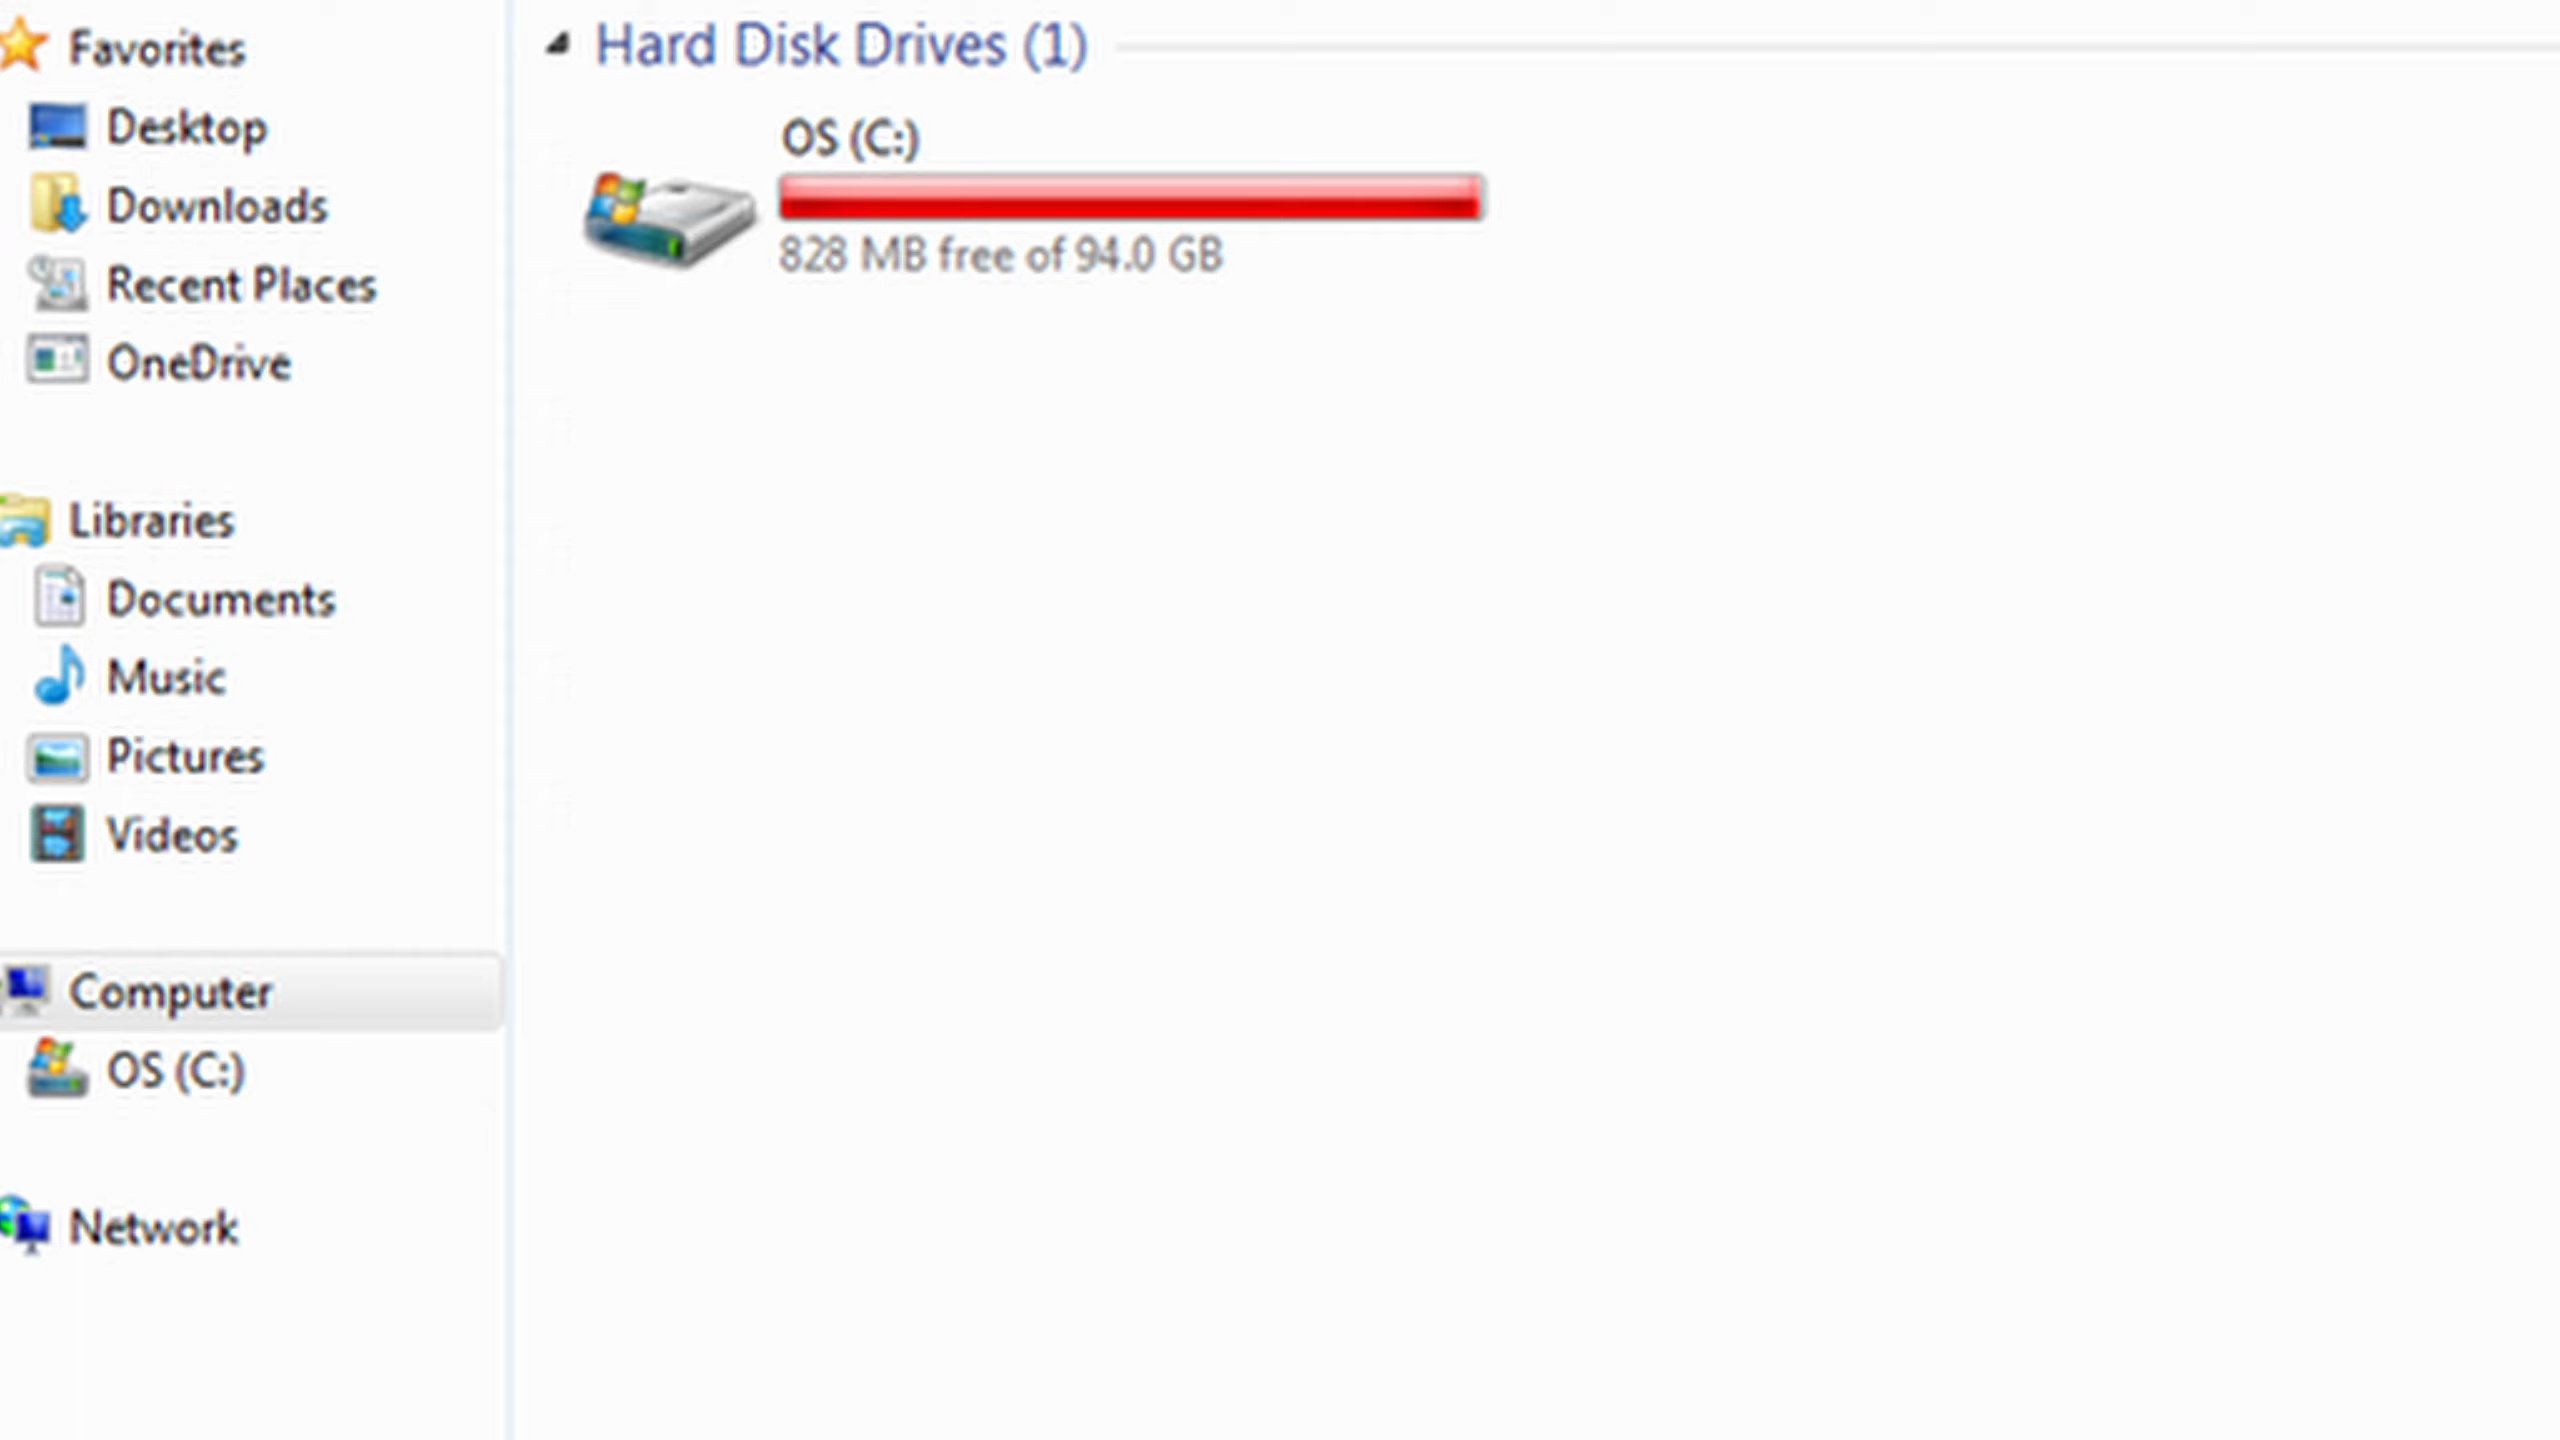 Favorites
Desktop
Downloads
Recent Places
OneDrive
Libraries
Documents
Music
Pictures
Videos
Computer
OS (C:)
Network
Hard Disk Drives (1)
OS (C:)
828 MB free of 94.0 GB